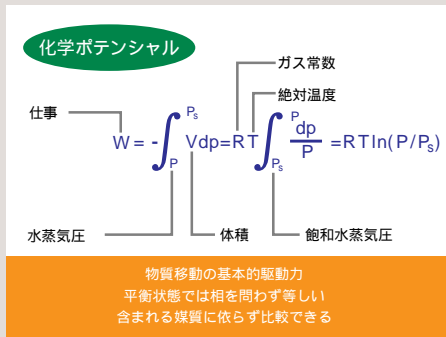 化学ポテンシャル
ガス常数
絶対温度
仕事
W = -∫_P^{Ps} Vdp=RT ∫_{Ps}^P dp/P =RTln(P/Ps)
水蒸気圧
体積
飽和水蒸気圧
物質移動の基本的駆動力
平衡状態では相を問わず等しい
含まれる媒質に依らず比較できる